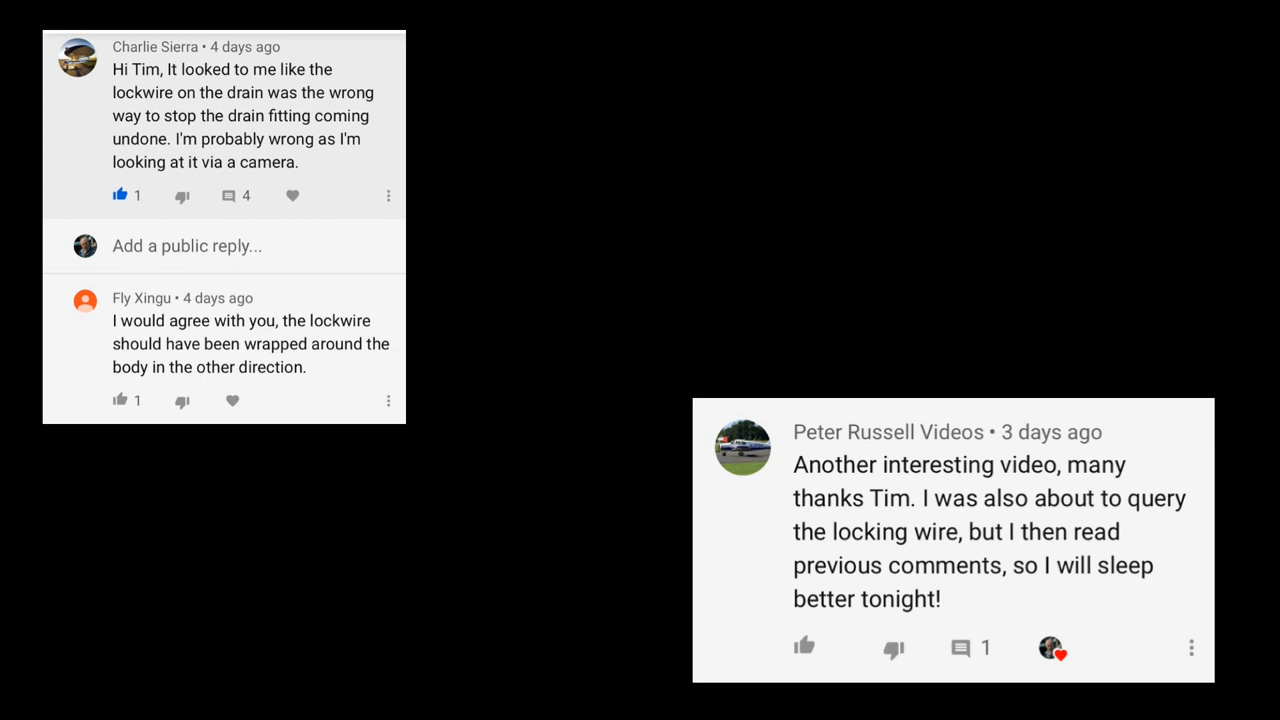 Charlie Sierra • 4 days ago
Hi Tim, It looked to me like the
lockwire on the drain was the wrong
way to stop the drain fitting coming
undone. I'm probably wrong as I'm
looking at it via a camera.
1
4
Add a public reply...
Fly Xingu • 4 days ago
I would agree with you, the lockwire
should have been wrapped around the
body in the other direction.
1
Peter Russell Videos • 3 days ago
Another interesting video, many
thanks Tim. I was also about to query
the locking wire, but I then read
previous comments, so I will sleep
better tonight!
1